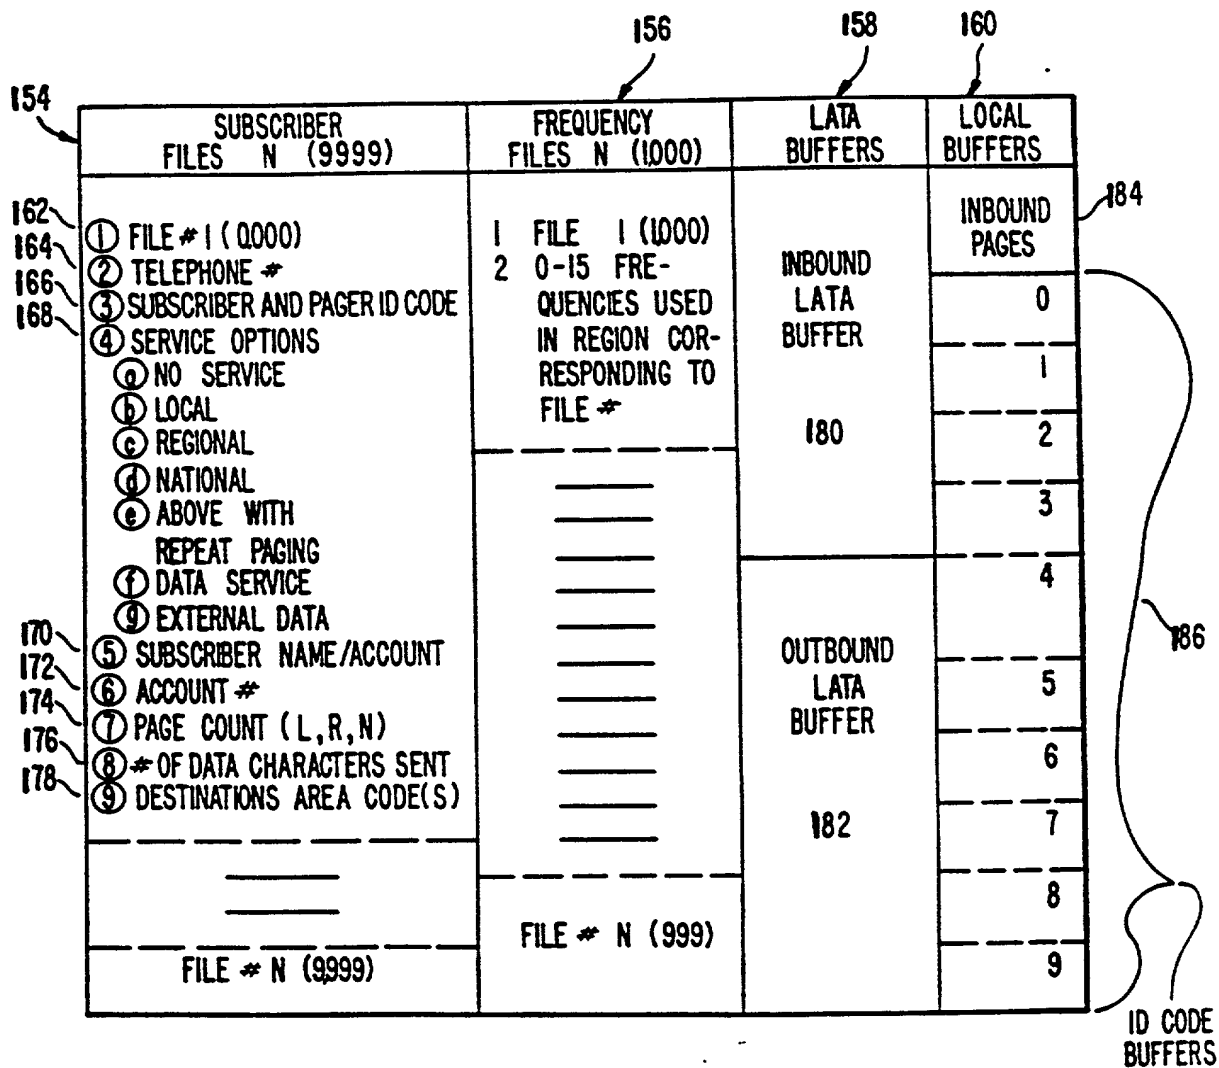 156
158
160
154
SUBSCRIBER
FILES N (9999)
FREQUENCY
FILES N (1,000)
LATA
BUFFERS
LOCAL
BUFFERS
162
164
166
168
① FILE # 1 (0,000)
② TELEPHONE #
③ SUBSCRIBER AND PAGER ID CODE
④ SERVICE OPTIONS
ⓐ NO SERVICE
ⓑ LOCAL
ⓒ REGIONAL
ⓓ NATIONAL
ⓔ ABOVE WITH
REPEAT PAGING
ⓕ DATA SERVICE
ⓖ EXTERNAL DATA
170
172
174
176
178
⑤ SUBSCRIBER NAME/ACCOUNT
⑥ ACCOUNT #
⑦ PAGE COUNT (L,R,N)
⑧ # OF DATA CHARACTERS SENT
⑨ DESTINATIONS AREA CODE(S)
FILE # N (9,999)
1 FILE 1 (1,000)
2 0-15 FRE-
QUENCIES USED
IN REGION COR-
RESPONDING TO
FILE #
FILE # N (999)
INBOUND
LATA
BUFFER
180
OUTBOUND
LATA
BUFFER
182
INBOUND
PAGES
184
0
1
2
3
4
5
6
7
8
9
186
ID CODE
BUFFERS